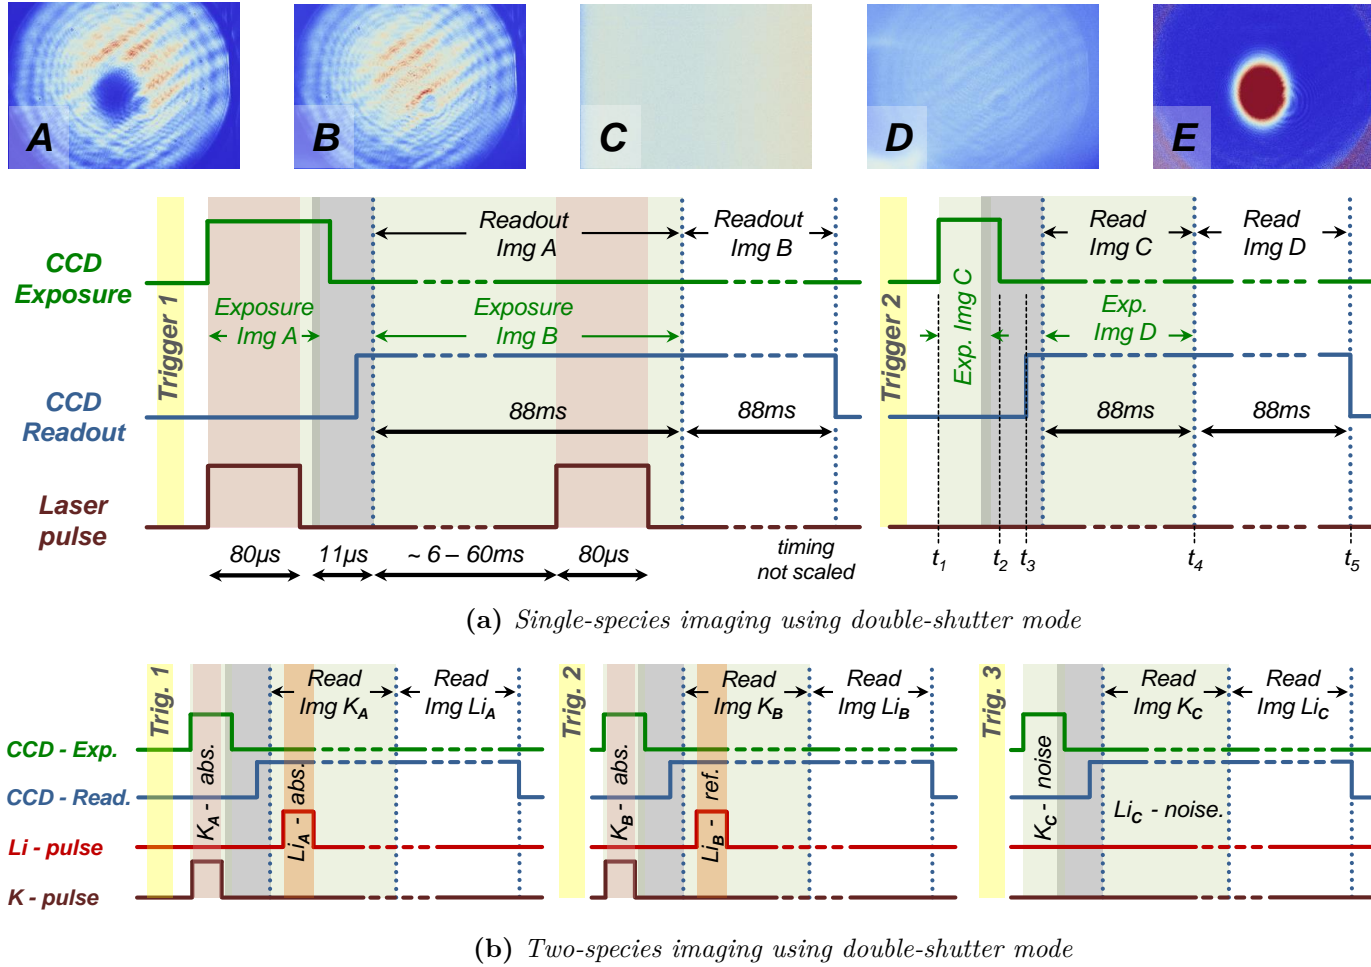 A
B
C
D
E
CCD
Exposure
CCD
Readout
Laser
pulse
Trigger 1
Exposure
Img A
Readout
Img A
Readout
Img B
Exposure
Img B
88ms
88ms
80µs
11µs
~ 6 – 60ms
80µs
timing
not scaled
Trigger 2
Exp. Img C
Read
Img C
Read
Img D
Exp.
Img D
88ms
88ms
t1
t2
t3
t4
t5
(a) Single-species imaging using double-shutter mode
CCD - Exp.
CCD - Read.
Li - pulse
K - pulse
Trig. 1
KA - abs.
LiA - abs.
Read
Img KA
Read
Img LiA
Trig. 2
KB - abs.
LiB - ref.
Read
Img KB
Read
Img LiB
Trig. 3
KC - noise
Read
Img KC
Read
Img LiC
LiC - noise.
(b) Two-species imaging using double-shutter mode